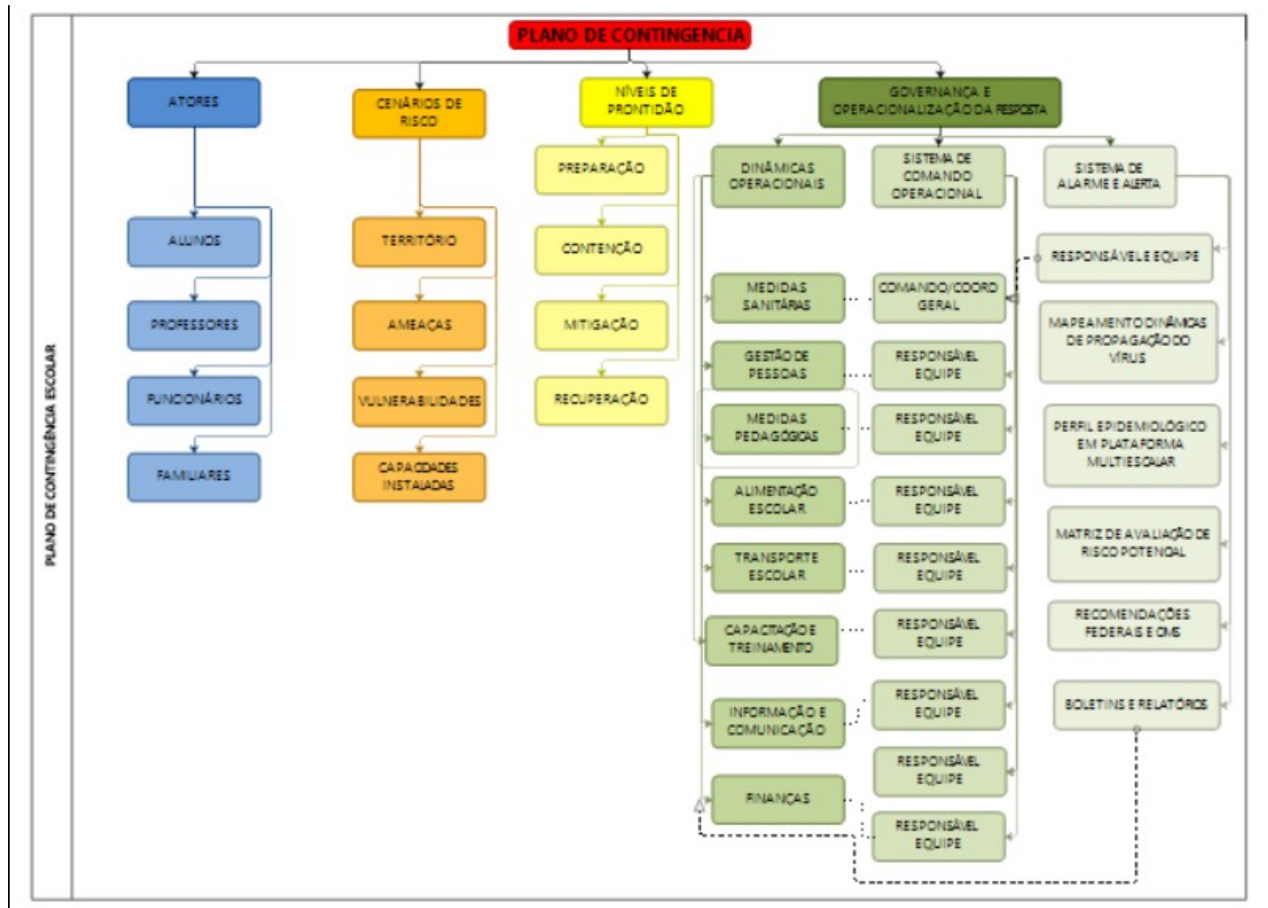 PLANO DE CONTINGENCIA
PLANO DE CONTINGÊNCIA ESCOLAR
ATORES
ALUNOS
PROFESSORES
FUNCIONÁRIOS
FAMILIARES
CENÁRIOS DE
RISCO
TERRITÓRIO
AMEAÇAS
VULNERABILIDADES
CAPACIDADES
INSTALADAS
NÍVEIS DE
PRONTIDÃO
PREPARAÇÃO
CONTENÇÃO
MITIGAÇÃO
RECUPERAÇÃO
GOVERNANÇA E
OPERACIONALIZAÇÃO DA RESPOSTA
DINÂMICAS
OPERACIONAIS
MEDIDAS
SANITÁRIAS
GESTÃO DE
PESSOAS
MEDIDAS
PEDAGÓGICAS
ALIMENTAÇÃO
ESCOLAR
TRANSPORTE
ESCOLAR
CAPACITAÇÃO E
TREINAMENTO
INFORMAÇÃO E
COMUNICAÇÃO
FINANÇAS
SISTEMA DE
COMANDO
OPERACIONAL
COMANDO/COORD
GERAL
RESPONSÁVEL
EQUIPE
RESPONSÁVEL
EQUIPE
RESPONSÁVEL
EQUIPE
RESPONSÁVEL
EQUIPE
RESPONSÁVEL
EQUIPE
RESPONSÁVEL
EQUIPE
RESPONSÁVEL
EQUIPE
RESPONSÁVEL
EQUIPE
SISTEMA DE
ALARME E ALERTA
RESPONSÁVEL E EQUIPE
MAPEAMENTO DINÂMICAS
DE PROPAGAÇÃO DO
VÍRUS
PERFIL EPIDEMIOLÓGICO
EM PLATAFORMA
MULTIESCALAR
MATRIZ DE AVALIAÇÃO DE
RISCO POTENCIAL
RECOMENDAÇÕES
FEDERAIS E OMS
BOLETINS E RELATÓRIOS